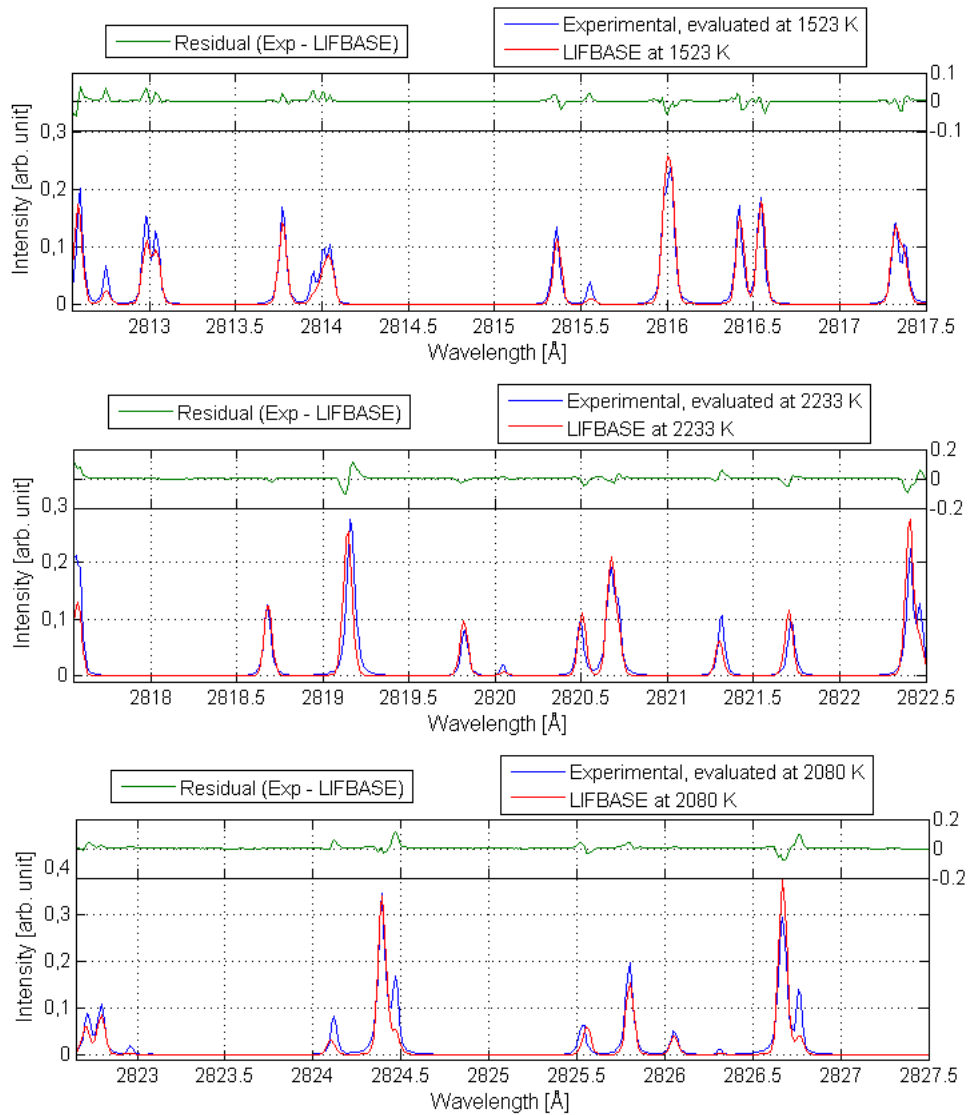 Residual (Exp - LIFBASE)
Experimental, evaluated at 1523 K
LIFBASE at 1523 K
0.1
0
-0.1
0,3
0,2
0,1
0
Intensity [arb. unit]
2813 2813.5 2814 2814.5 2815 2815.5 2816 2816.5 2817 2817.5
Wavelength [Å]
Residual (Exp - LIFBASE)
Experimental, evaluated at 2233 K
LIFBASE at 2233 K
0.2
0
-0.2
0,3
0,2
0,1
0
Intensity [arb. unit]
2818 2818.5 2819 2819.5 2820 2820.5 2821 2821.5 2822 2822.5
Wavelength [Å]
Residual (Exp - LIFBASE)
Experimental, evaluated at 2080 K
LIFBASE at 2080 K
0.2
0
-0.2
0,4
0,3
0,2
0,1
0
Intensity [arb. unit]
2823 2823.5 2824 2824.5 2825 2825.5 2826 2826.5 2827 2827.5
Wavelength [Å]